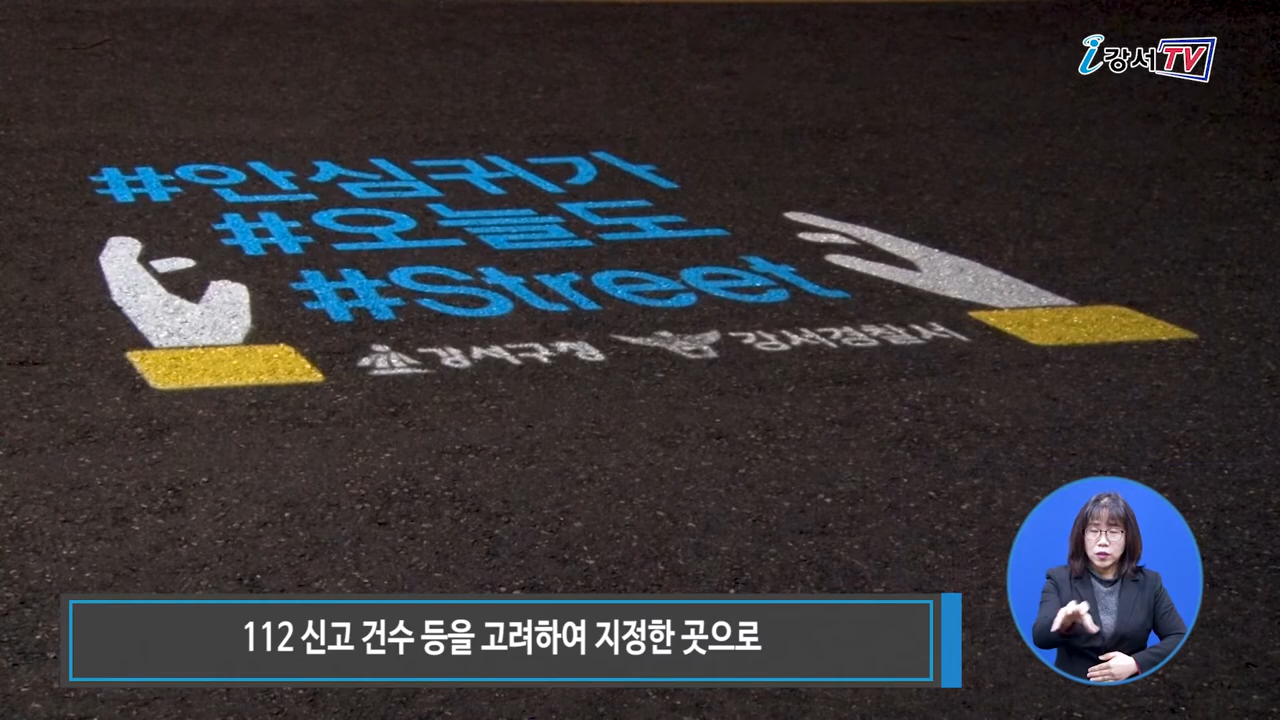 i강서TV
#안심귀가
#오늘도
#Street
강서구청 강서경찰서
112 신고 건수 등을 고려하여 지정한 곳으로